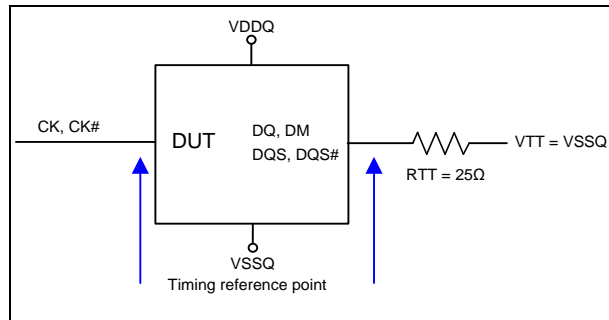 VDDQ
CK, CK#
DUT
DQ, DM
DQS, DQS#
VTT = VSSQ
RTT = 25Ω
VSSQ
Timing reference point